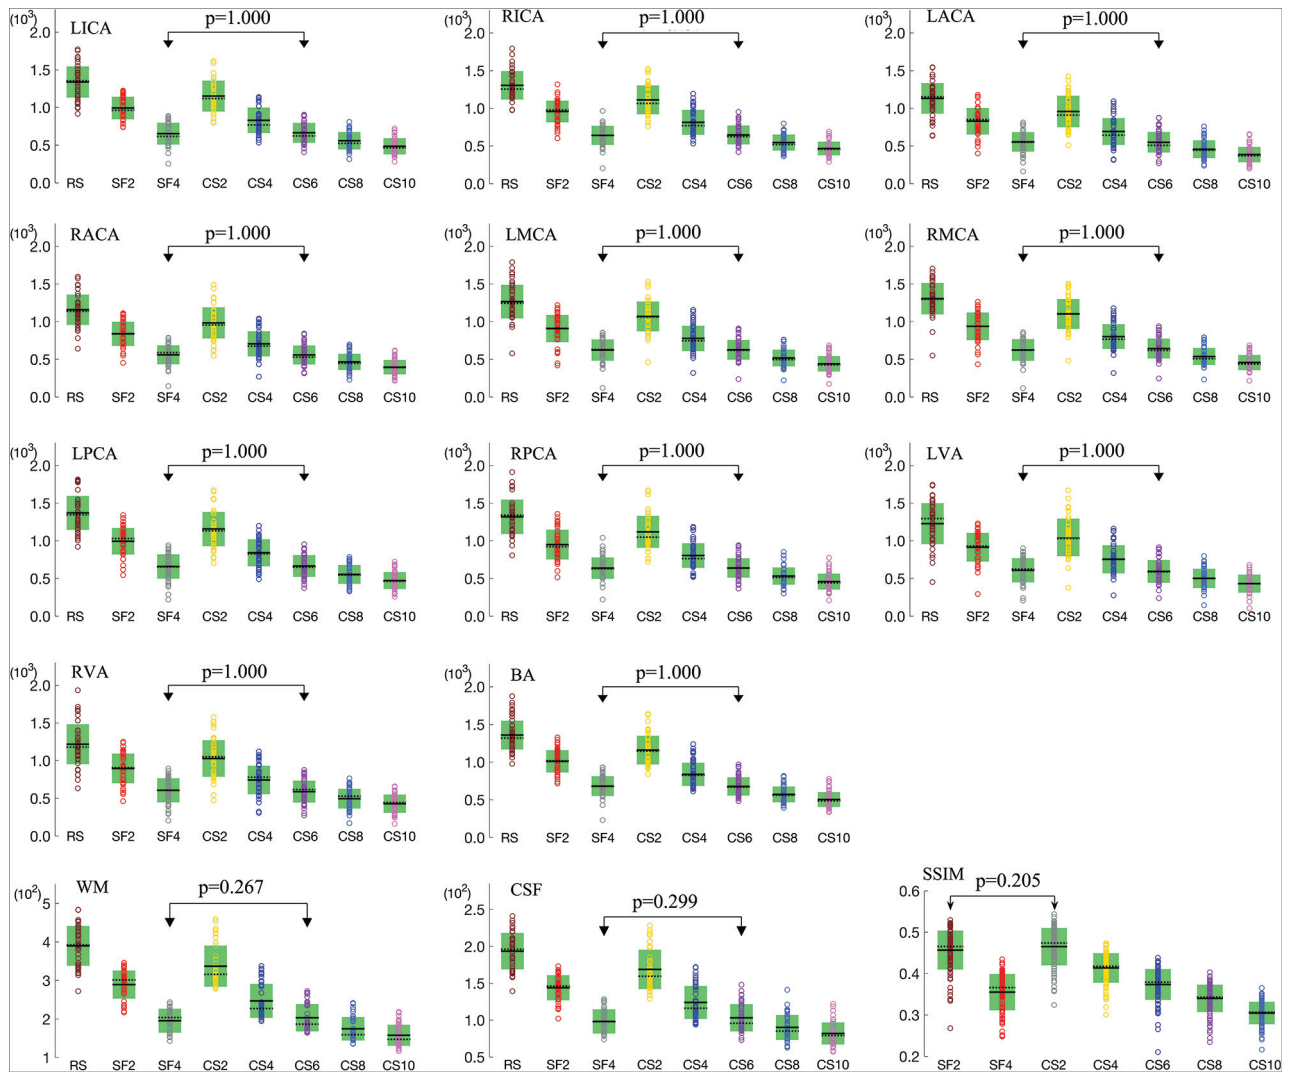 (10³) LICA p=1.000
2.0
1.5
1.0
0.5
0.0
RS SF2 SF4 CS2 CS4 CS6 CS8 CS10
(10³) RICA p=1.000
2.0
1.5
1.0
0.5
0.0
RS SF2 SF4 CS2 CS4 CS6 CS8 CS10
(10³) LACA p=1.000
2.0
1.5
1.0
0.5
0.0
RS SF2 SF4 CS2 CS4 CS6 CS8 CS10
(10³) RACA p=1.000
2.0
1.5
1.0
0.5
0.0
RS SF2 SF4 CS2 CS4 CS6 CS8 CS10
(10³) LMCA p=1.000
2.0
1.5
1.0
0.5
0.0
RS SF2 SF4 CS2 CS4 CS6 CS8 CS10
(10³) RMCA p=1.000
2.0
1.5
1.0
0.5
0.0
RS SF2 SF4 CS2 CS4 CS6 CS8 CS10
(10³) LPCA p=1.000
2.0
1.5
1.0
0.5
0.0
RS SF2 SF4 CS2 CS4 CS6 CS8 CS10
(10³) RPCA p=1.000
2.0
1.5
1.0
0.5
0.0
RS SF2 SF4 CS2 CS4 CS6 CS8 CS10
(10³) LVA p=1.000
2.0
1.5
1.0
0.5
0.0
RS SF2 SF4 CS2 CS4 CS6 CS8 CS10
(10³) RVA p=1.000
2.0
1.5
1.0
0.5
0.0
RS SF2 SF4 CS2 CS4 CS6 CS8 CS10
(10³) BA p=1.000
2.0
1.5
1.0
0.5
0.0
RS SF2 SF4 CS2 CS4 CS6 CS8 CS10
(10²) WM p=0.267
5
4
3
2
1
RS SF2 SF4 CS2 CS4 CS6 CS8 CS10
(10²) CSF p=0.299
2.5
2.0
1.5
1.0
0.5
RS SF2 SF4 CS2 CS4 CS6 CS8 CS10
SSIM p=0.205
0.6
0.5
0.4
0.3
0.2
SF2 SF4 CS2 CS4 CS6 CS8 CS10